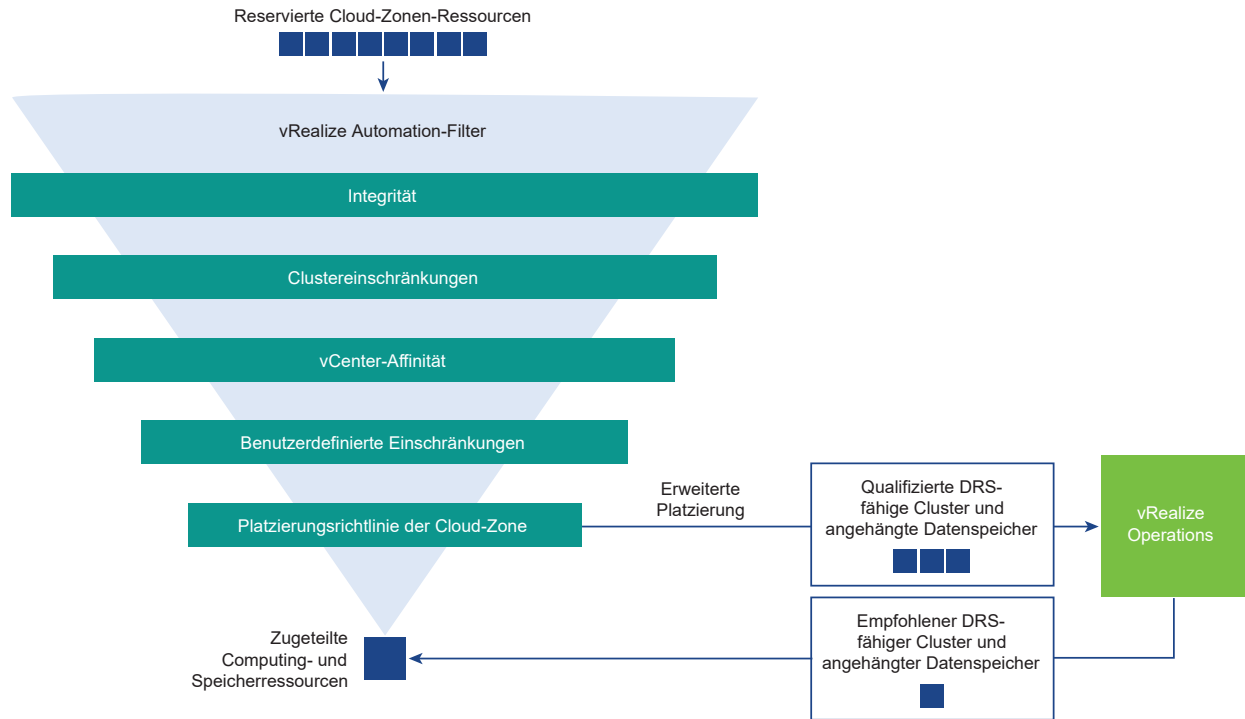 Reservierte Cloud-Zonen-Ressourcen
vRealize Automation-Filter
Integrität
Clustereinschränkungen
vCenter-Affinität
Benutzerdefinierte Einschränkungen
Platzierungsrichtlinie der Cloud-Zone
Erweiterte
Platzierung
Qualifizierte DRS-
fähige Cluster und
angehängte Datenspeicher
vRealize
Operations
Empfohlener DRS-
fähiger Cluster und
angehängter Datenspeicher
Zugeteilte
Computing- und
Speicherressourcen